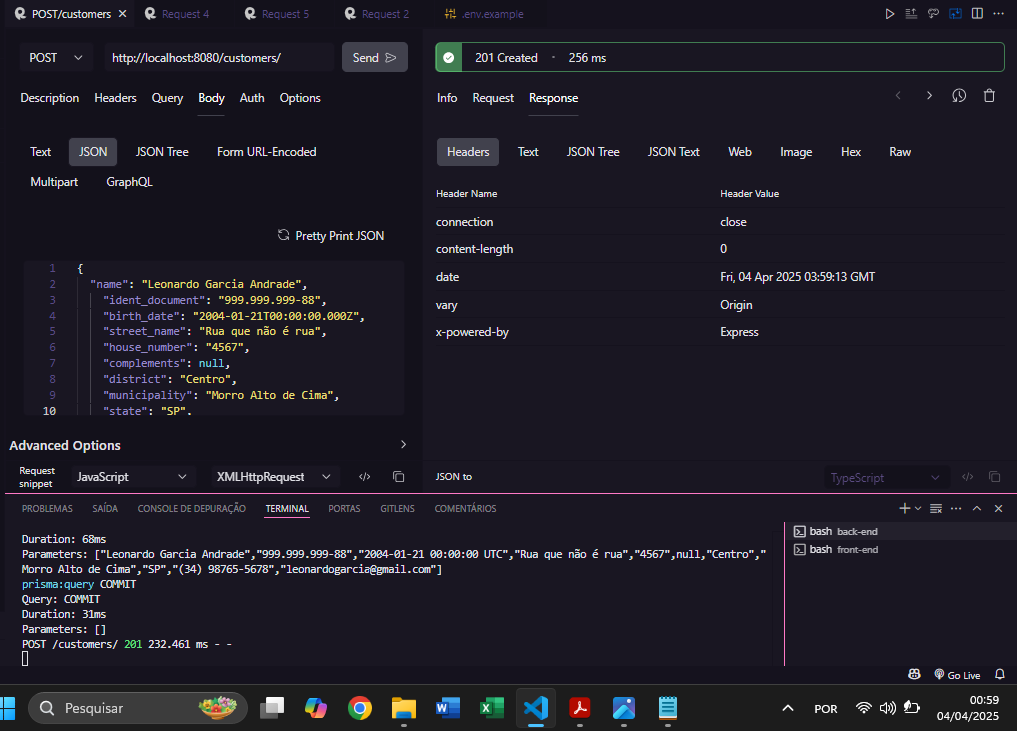 POST/customers
Request 4
Request 5
Request 2
.env.example
POST
http://localhost:8080/customers/
Send
Description
Headers
Query
Body
Auth
Options
Text
JSON
JSON Tree
Form URL-Encoded
Multipart
GraphQL
Pretty Print JSON
1 {
2 "name": "Leonardo Garcia Andrade",
3 "ident_document": "999.999.999-88",
4 "birth_date": "2004-01-21T00:00:00.000Z",
5 "street_name": "Rua que não é rua",
6 "house_number": "4567",
7 "complements": null,
8 "district": "Centro",
9 "municipality": "Morro Alto de Cima",
10 "state": "SP",
Advanced Options
Request snippet
JavaScript
XMLHttpRequest
201 Created · 256 ms
Info
Request
Response
Headers
Text
JSON Tree
JSON Text
Web
Image
Hex
Raw
Header Name Header Value
connection close
content-length 0
date Fri, 04 Apr 2025 03:59:13 GMT
vary Origin
x-powered-by Express
JSON to
TypeScript
PROBLEMAS
SAÍDA
CONSOLE DE DEPURAÇÃO
TERMINAL
PORTAS
GITLENS
COMENTÁRIOS
Duration: 68ms
Parameters: ["Leonardo Garcia Andrade","999.999.999-88","2004-01-21 00:00:00 UTC","Rua que não é rua","4567",null,"Centro","
Morro Alto de Cima","SP","(34) 98765-5678","leonardogarcia@gmail.com"]
prisma:query COMMIT
Query: COMMIT
Duration: 31ms
Parameters: []
POST /customers/ 201 232.461 ms - -
bash back-end
bash front-end
Go Live
Pesquisar
POR
00:59
04/04/2025